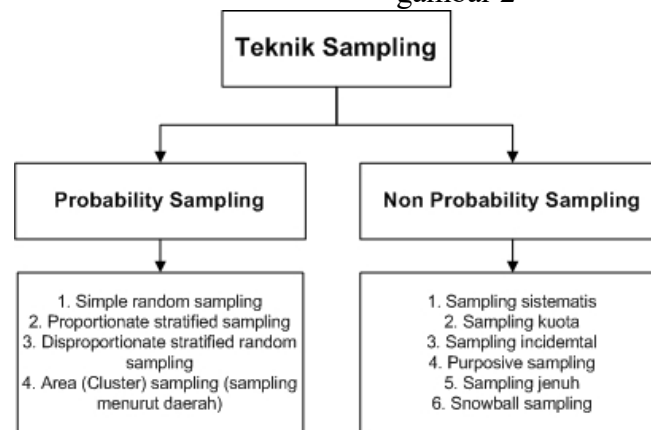 gambar 2
Teknik Sampling
Probability Sampling
Non Probability Sampling
1. Simple random sampling
2. Proportionate stratified sampling
3. Disproportionate stratified random
sampling
4. Area (Cluster) sampling (sampling
menurut daerah)
1. Sampling sistematis
2. Sampling kuota
3. Sampling incidemtal
4. Purposive sampling
5. Sampling jenuh
6. Snowball sampling